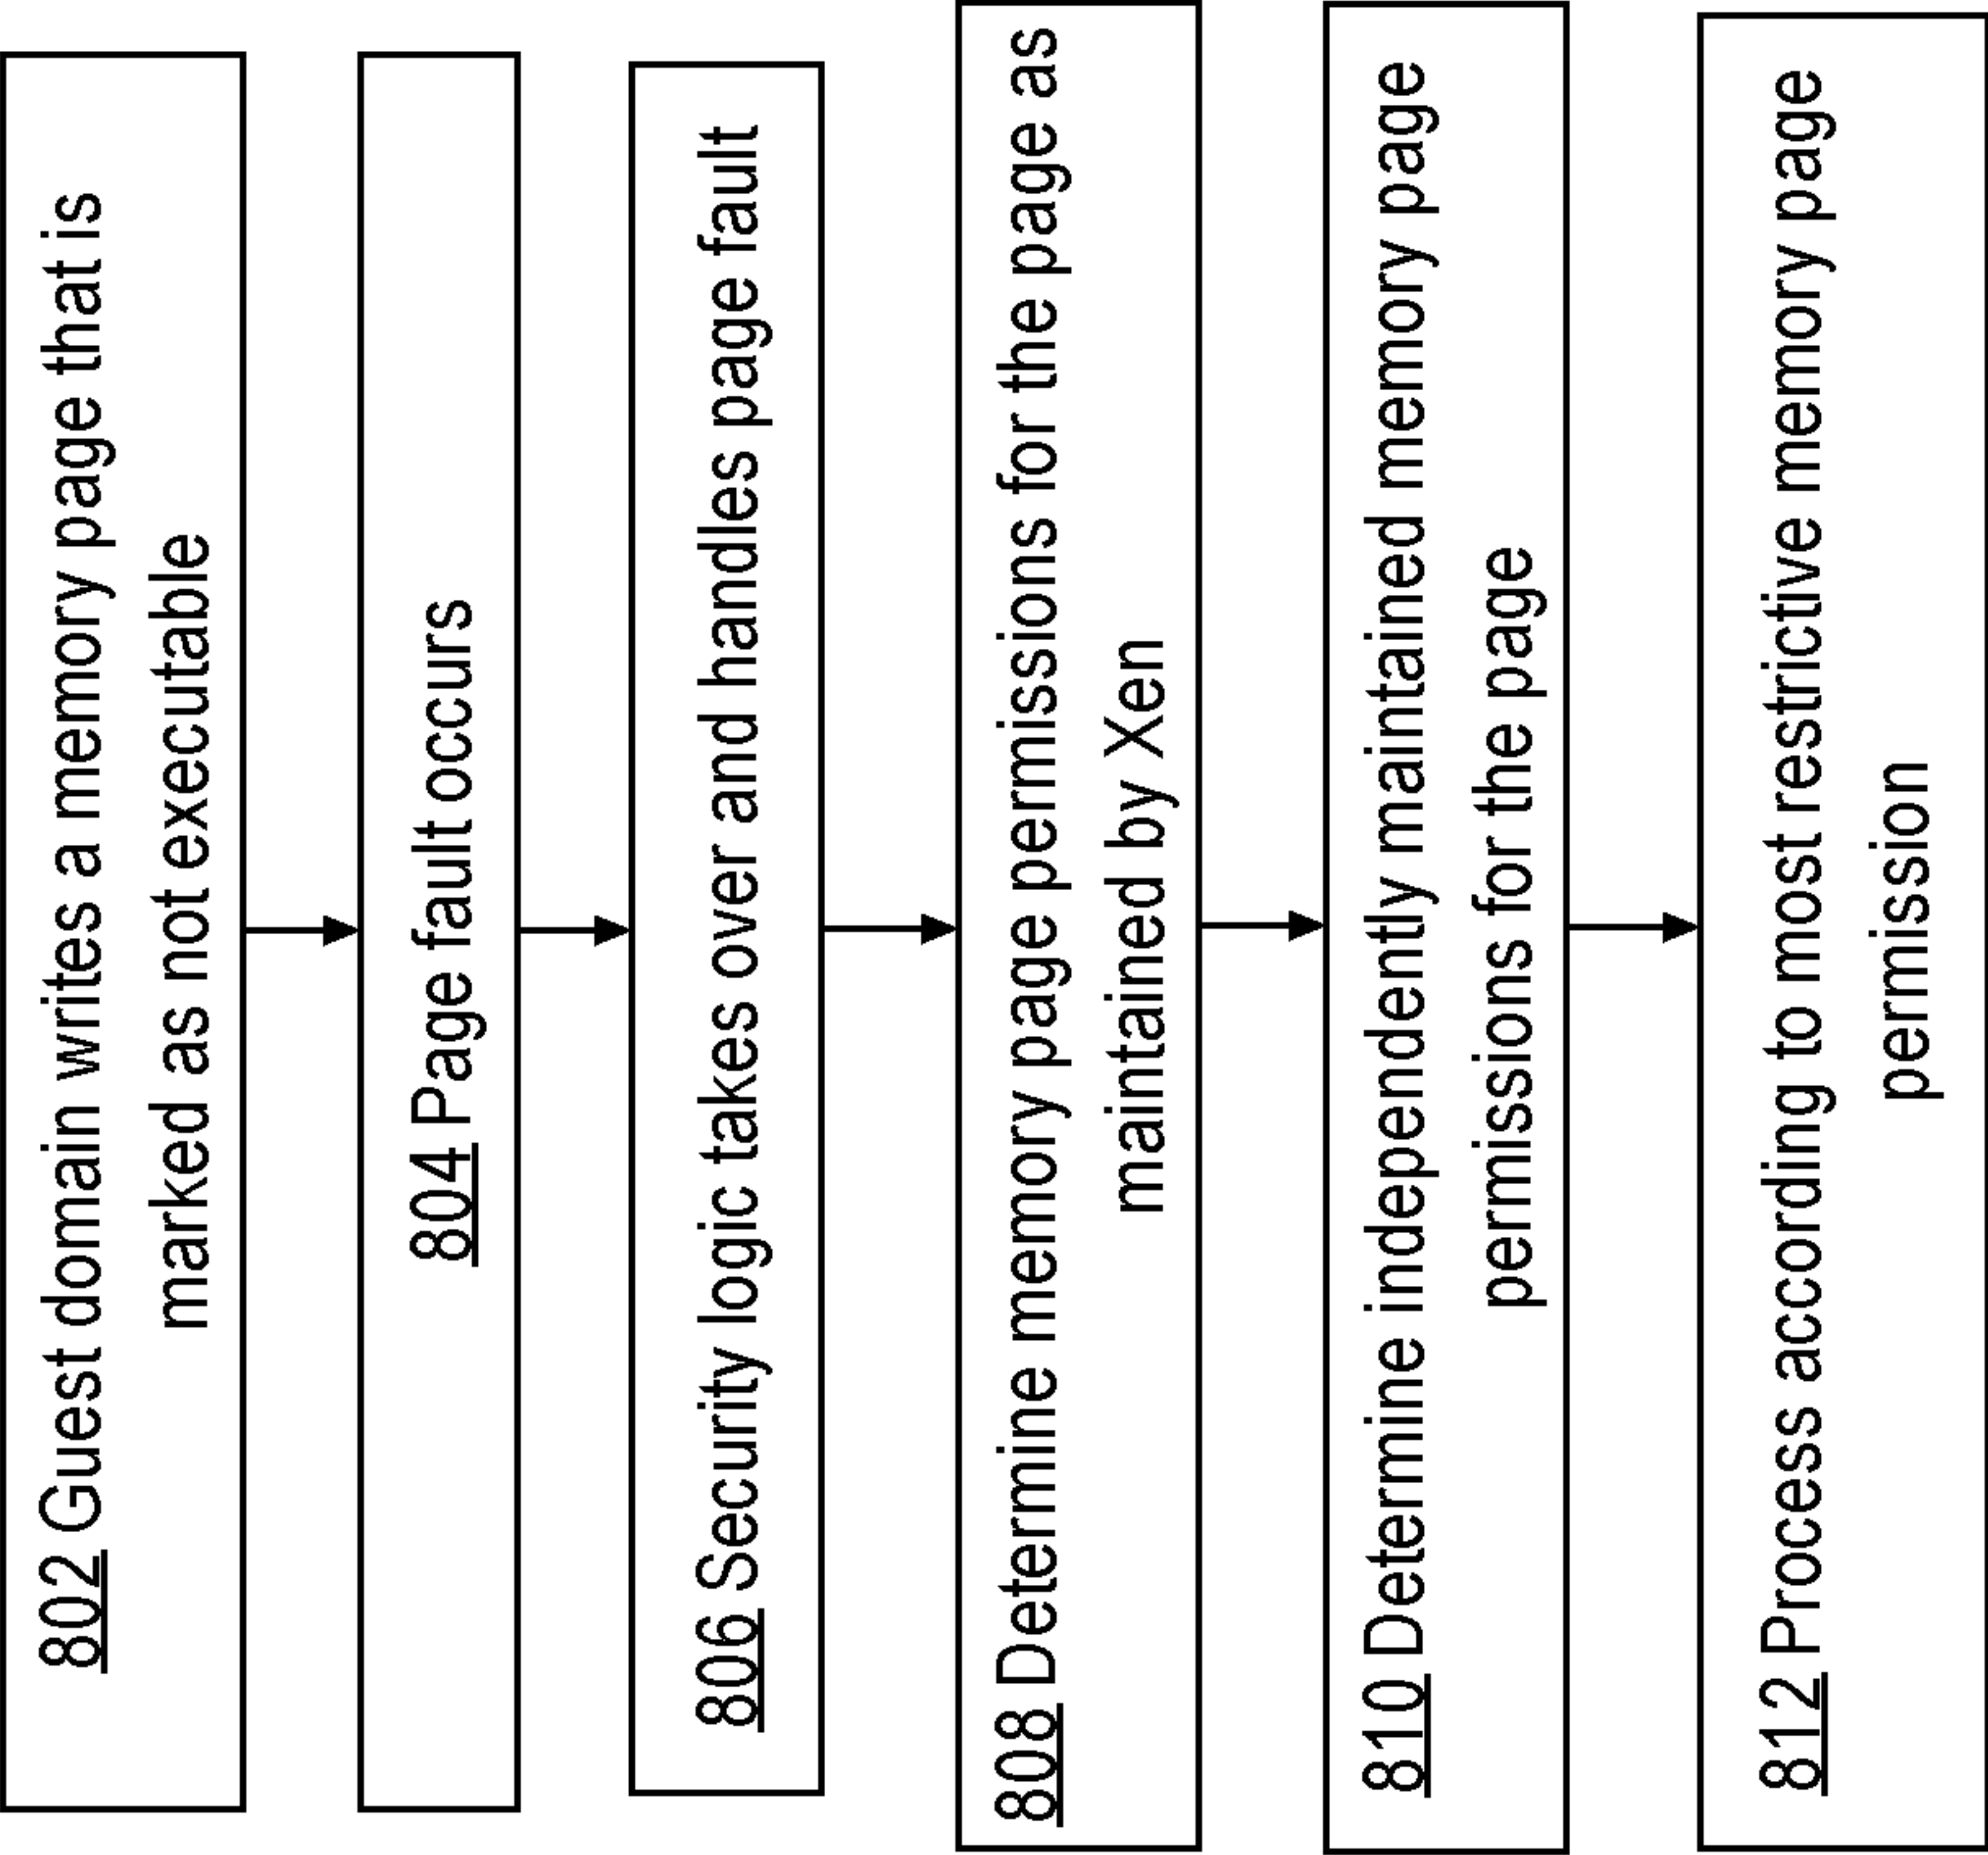 802 Guest domain writes a memory page that is
marked as not executable
804 Page fault occurs
806 Security logic takes over and handles page fault
808 Determine memory page permissions for the page as
maintained by Xen
810 Determine independently maintained memory page
permissions for the page
812 Process according to most restrictive memory page
permission